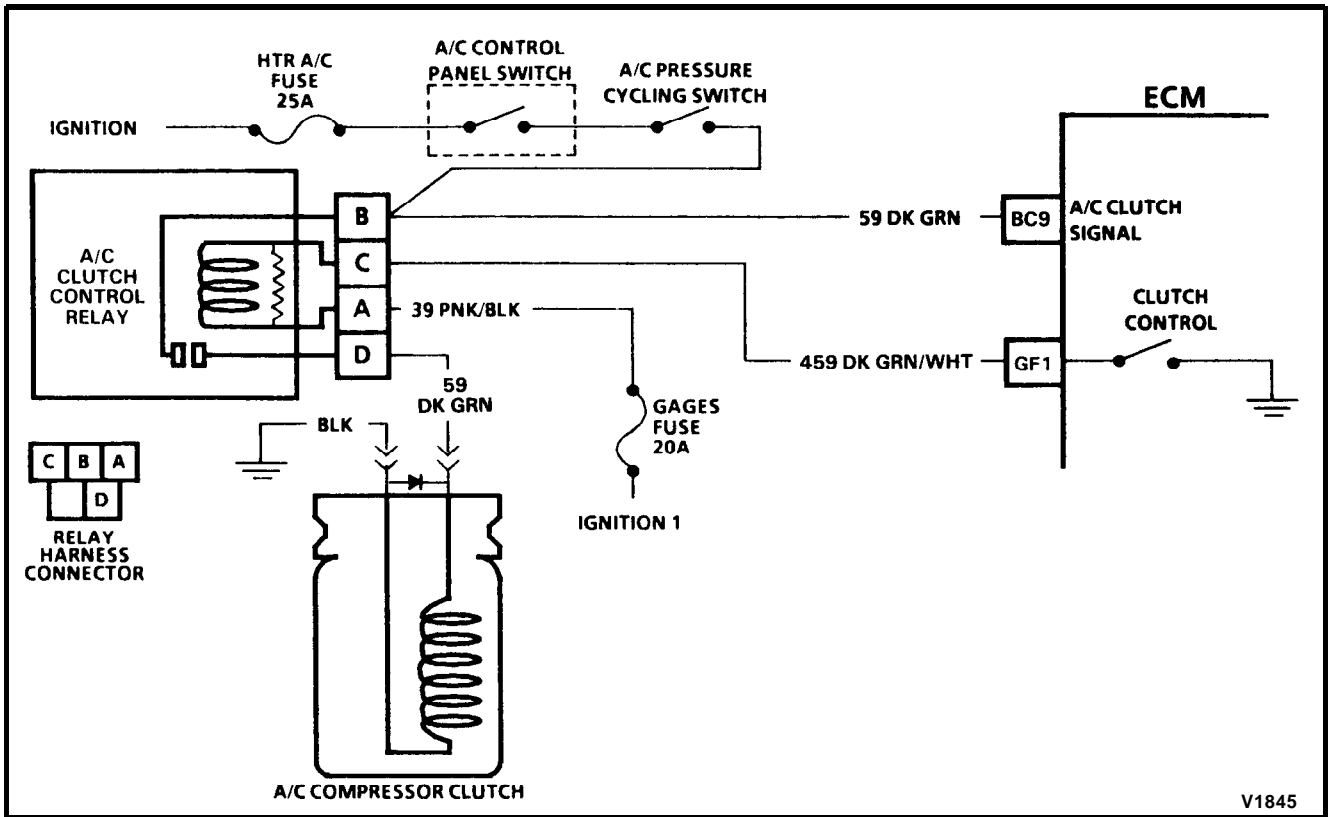 HTR A/C
FUSE
25A
A/C CONTROL
PANEL SWITCH
A/C PRESSURE
CYCLING SWITCH
ECM
IGNITION
B
59 DK GRN
BC9
A/C CLUTCH
SIGNAL
A/C
CLUTCH
CONTROL
RELAY
C
A
39 PNK/BLK
CLUTCH
CONTROL
D
459 DK GRN/WHT
GF1
59
DK GRN
GAGES
FUSE
20A
BLK
C B A
D
RELAY
HARNESS
CONNECTOR
IGNITION 1
A/C COMPRESSOR CLUTCH
V1845